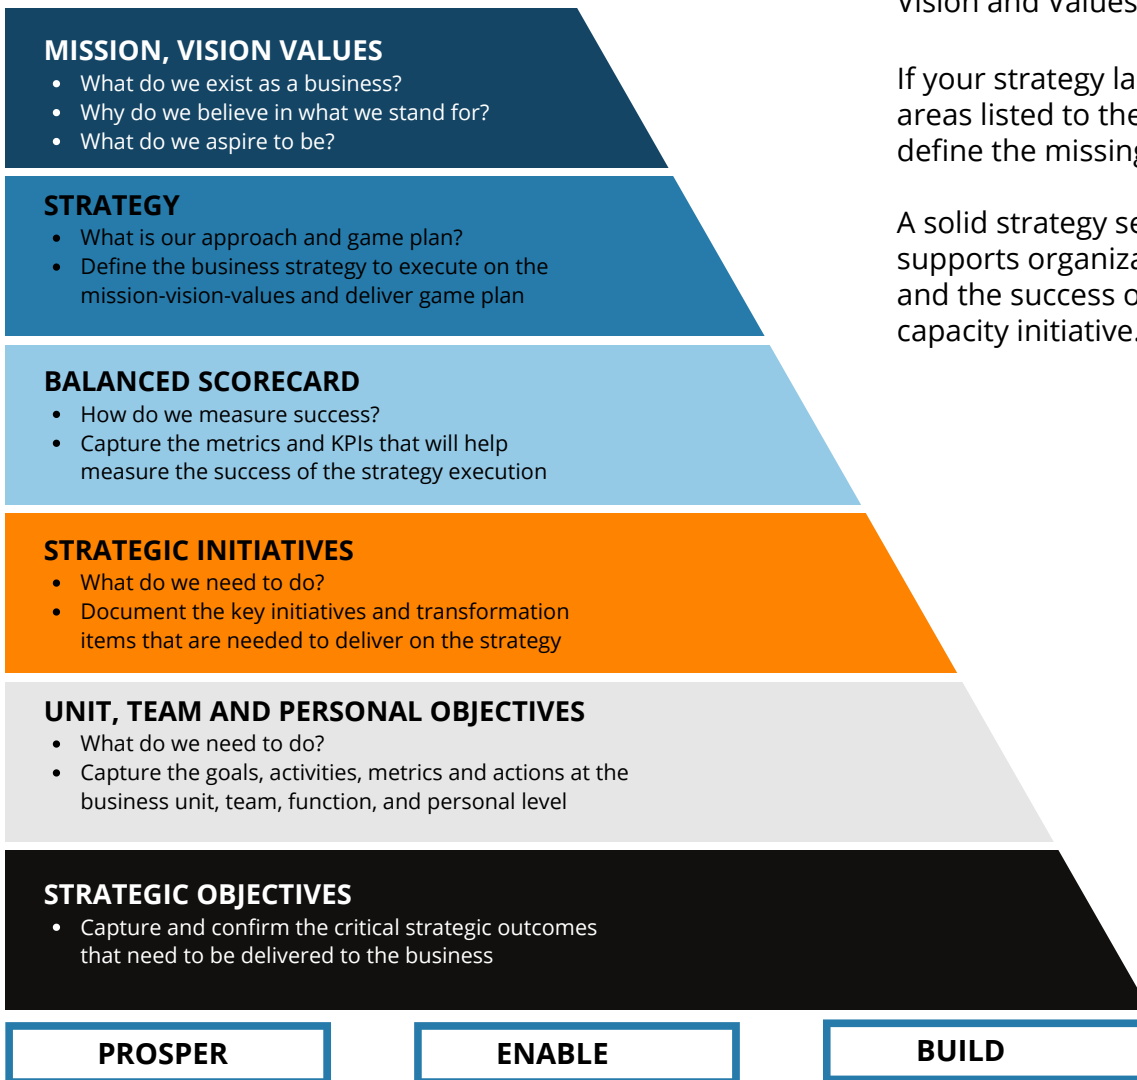 MISSION, VISION VALUES
• What do we exist as a business?
• Why do we believe in what we stand for?
• What do we aspire to be?
STRATEGY
• What is our approach and game plan?
• Define the business strategy to execute on the
mission-vision-values and deliver game plan
BALANCED SCORECARD
• How do we measure success?
• Capture the metrics and KPIs that will help
measure the success of the strategy execution
STRATEGIC INITIATIVES
• What do we need to do?
• Document the key initiatives and transformation
items that are needed to deliver on the strategy
UNIT, TEAM AND PERSONAL OBJECTIVES
• What do we need to do?
• Capture the goals, activities, metrics and actions at the
business unit, team, function, and personal level
STRATEGIC OBJECTIVES
• Capture and confirm the critical strategic outcomes
that need to be delivered to the business
PROSPER
ENABLE
BUILD
Vision and Values
If your strategy la
areas listed to the
define the missing
A solid strategy se
supports organiza
and the success o
capacity initiative.